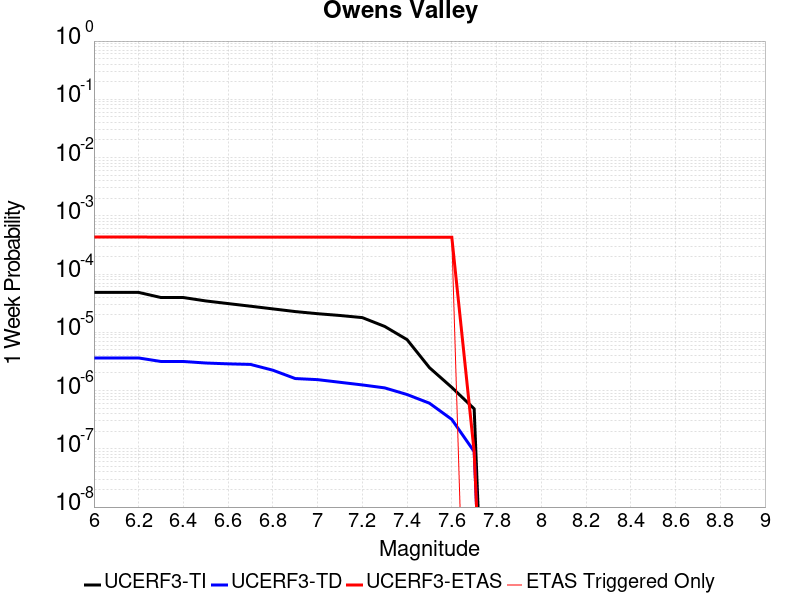 Owens Valley
10^0
10^-1
10^-2
10^-3
10^-4
10^-5
10^-6
10^-7
10^-8
1 Week Probability
6 6.2 6.4 6.6 6.8 7 7.2 7.4 7.6 7.8 8 8.2 8.4 8.6 8.8 9
Magnitude
UCERF3-TI UCERF3-TD UCERF3-ETAS ETAS Triggered Only